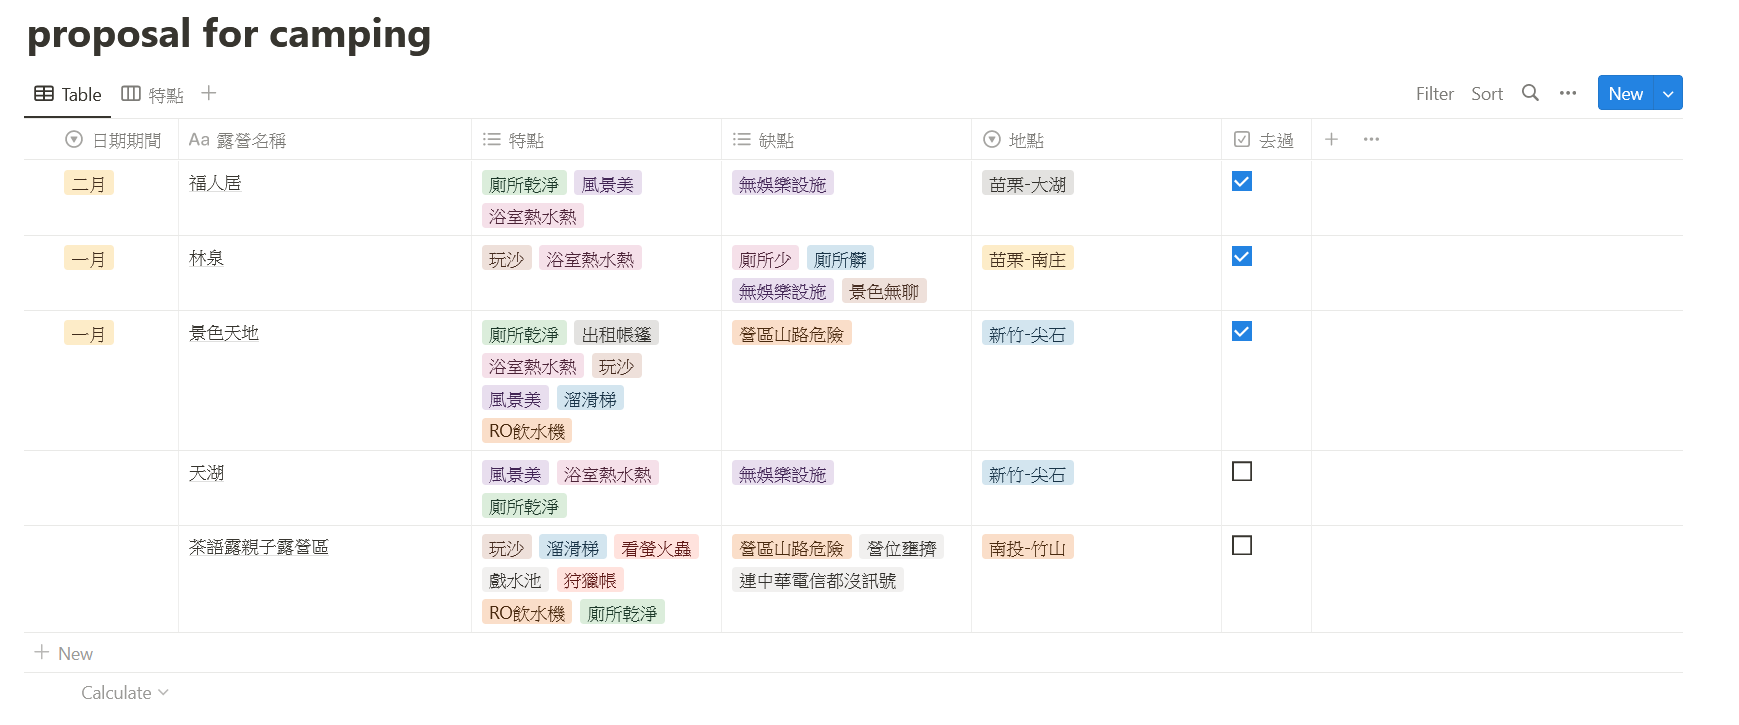 proposal for camping
Table 特點
Filter Sort New
日期期間 Aa 露營名稱 特點 缺點 地點 去過
二月 福人居 廁所乾淨 風景美 無娛樂設施 苗栗-大湖
浴室熱水熱
一月 林泉 玩沙 浴室熱水熱 廁所少 廁所髒 苗栗-南庄
無娛樂設施 景色無聊
一月 景色天地 廁所乾淨 出租帳篷 營區山路危險 新竹-尖石
浴室熱水熱 玩沙
風景美 溜滑梯
RO飲水機
天湖 風景美 浴室熱水熱 無娛樂設施 新竹-尖石
廁所乾淨
茶語露親子露營區 玩沙 溜滑梯 看螢火蟲 營區山路危險 營位壅擠 南投-竹山
戲水池 狩獵帳 連中華電信都沒訊號
RO飲水機 廁所乾淨
New
Calculate